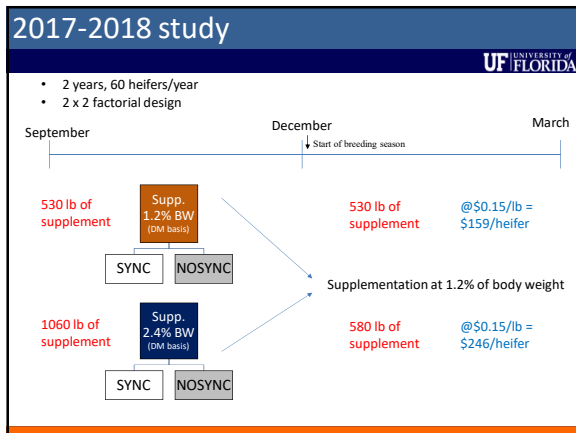 2017-2018 study
UF UNIVERSITY of
FLORIDA
• 2 years, 60 heifers/year
• 2 x 2 factorial design
September
December
March
Start of breeding season
530 lb of
supplement
Supp.
1.2% BW
(DM basis)
SYNC
NOSYNC
530 lb of
supplement
@$0.15/lb =
$159/heifer
Supplementation at 1.2% of body weight
1060 lb of
supplement
Supp.
2.4% BW
(DM basis)
SYNC
NOSYNC
580 lb of
supplement
@$0.15/lb =
$246/heifer